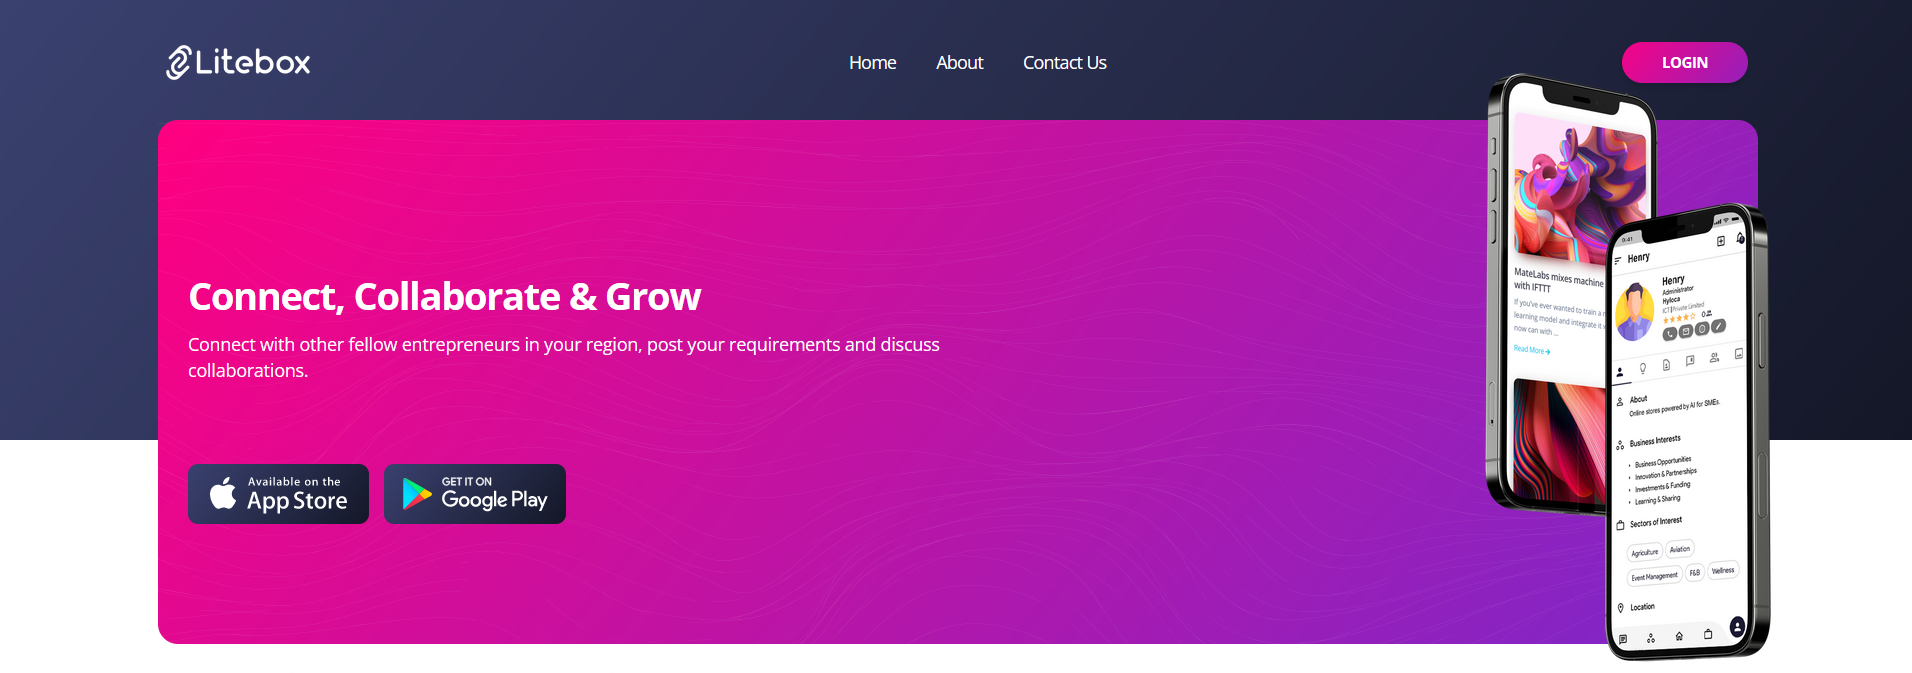 Litebox
Home
About
Contact Us
LOGIN
Connect, Collaborate & Grow
Connect with other fellow entrepreneurs in your region, post your requirements and discuss
collaborations.
Available on the
App Store
GET IT ON
Google Play
MateLabs mixes machine
with IFTTT
If you've ever wanted to train a
learning model and integrate it
now can with ...
Read More
9:41
Henry
Henry
Administrator
Hyloca
ICT | Private Limited
0
About
Online stores powered by AI for SMEs.
Business Interests
Business Opportunities
Innovation & Partnerships
Investments & Funding
Learning & Sharing
Sectors of Interest
Agriculture
Aviation
Event Management
F&B
Wellness
Location